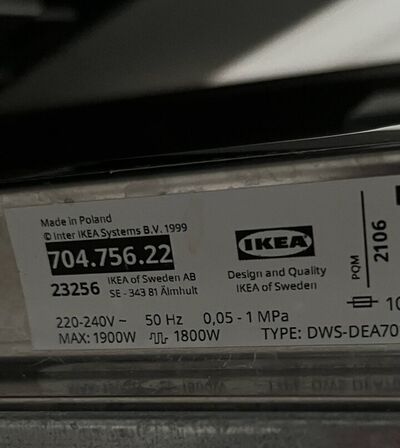 Made in Poland
© Inter IKEA Systems B.V. 1999
704.756.22
23256
IKEA of Sweden AB
SE - 343 81 Älmhult
IKEA
Design and Quality
IKEA of Sweden
PQM
2106
220-240V ~ 50 Hz 0,05 - 1 MPa
MAX: 1900W 1800W TYPE: DWS-DEA70